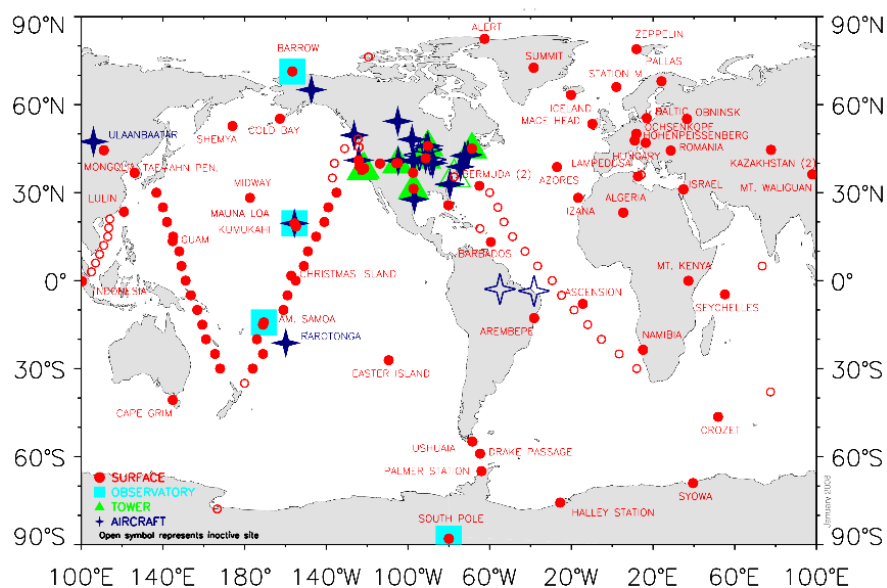 90°N
60°N
30°N
0°
30°S
60°S
90°S
ALERT
ZEPPELIN
BARROW
SUMMIT
PALLAS
STATION M
ICELAND
BALTIC
OBNINSK
MACE HEAD
OCHSENKOPF
HOHENPEISSENBERG
ULAANBAATAR
SHEMYA
COLD BAY
HUNGARY
ROMANIA
MONGOLIA
TAE-AHN PEN.
BERMUDA (2)
LAMPEDUSA
KAZAKHSTAN (2)
MIDWAY
AZORES
ISRAEL
MT. WALIGUAN
LULIN
MAUNA LOA
KUMUKAHI
IZANA
ALGERIA
GUAM
BARBADOS
MT. KENYA
CHRISTMAS ISLAND
INDONESIA
ASCENSION
SEYCHELLES
AM. SAMOA
AREMBEPE
RAROTONGA
NAMIBIA
EASTER ISLAND
CAPE GRIM
CROZET
USHUAIA
DRAKE PASSAGE
PALMER STATION
SYOWA
HALLEY STATION
SOUTH POLE
SURFACE
OBSERVATORY
TOWER
AIRCRAFT
Open symbol represents inactive site
January 2008
90°N
60°N
30°N
0°
30°S
60°S
90°S
100°E 140°E 180° 140°W 100°W 60°W 20°W 20°E 60°E 100°E